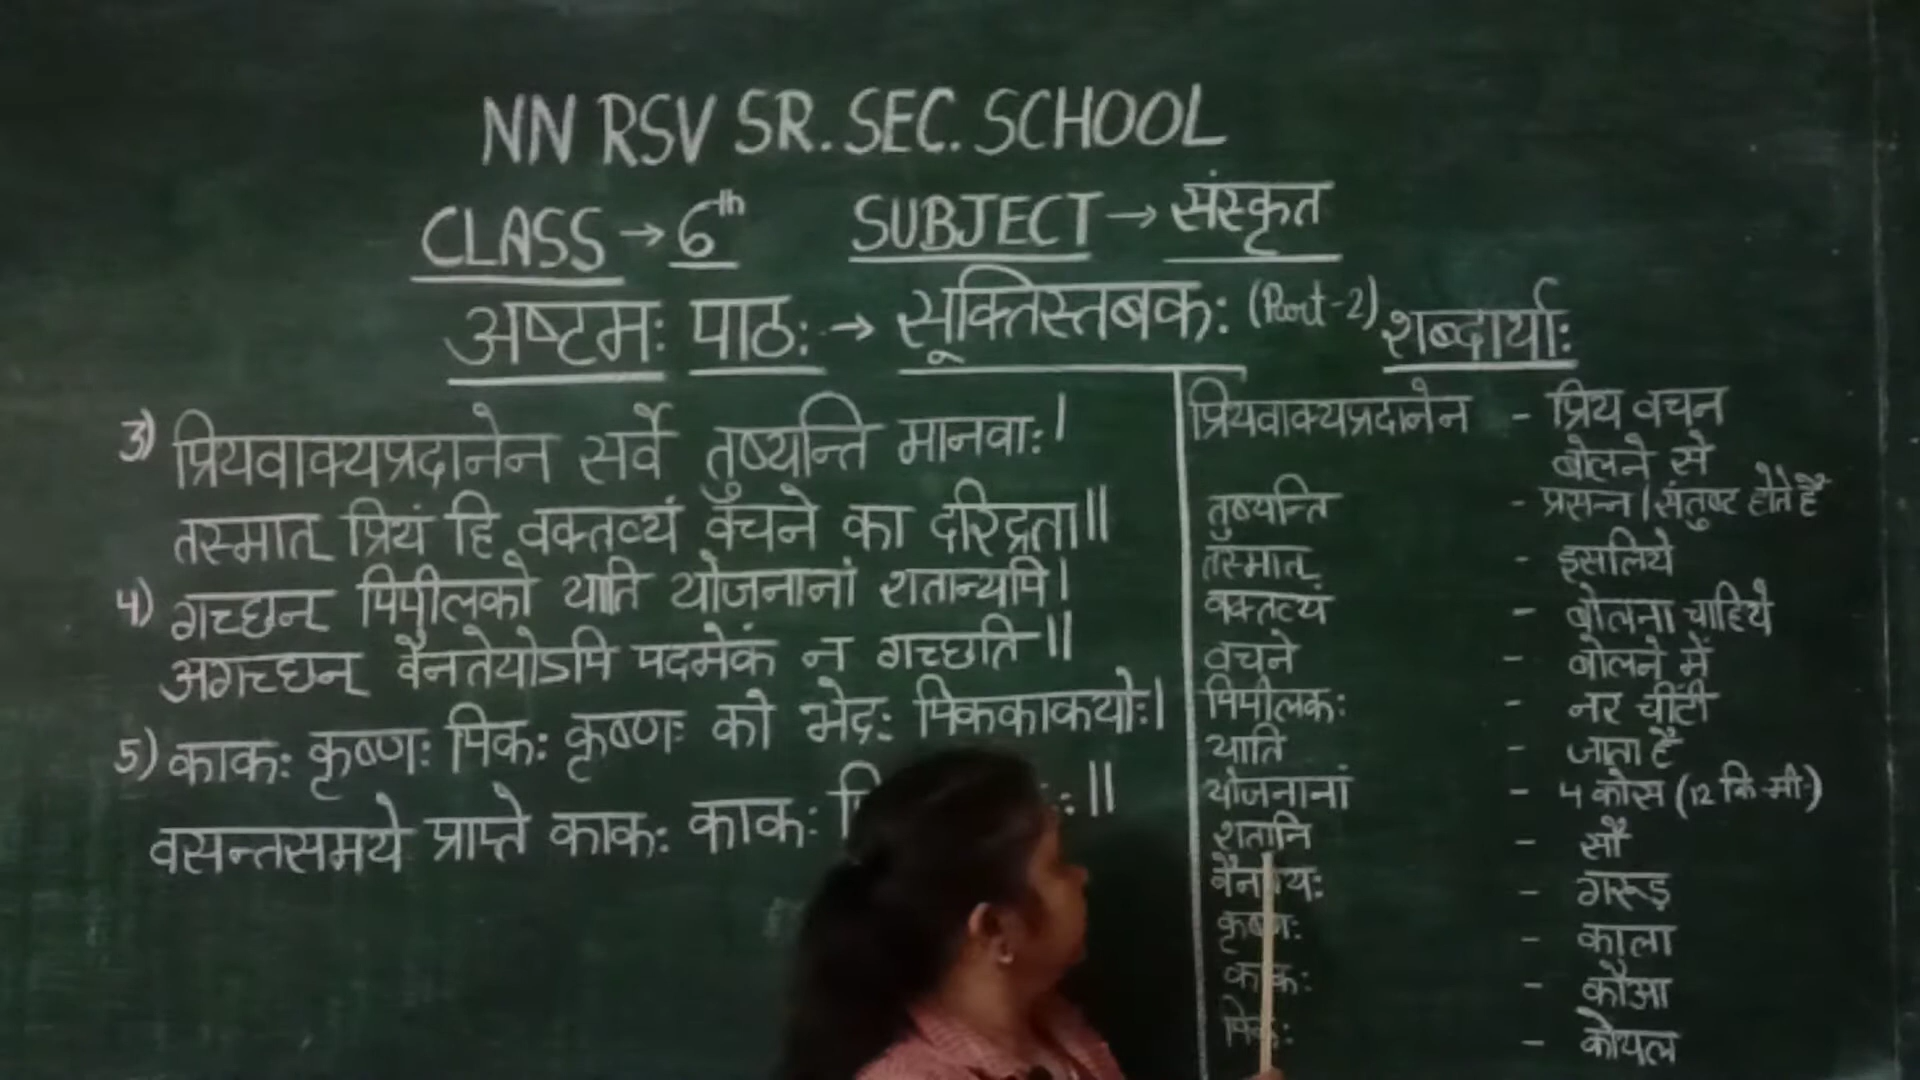 NN RSV SR. SEC. SCHOOL
CLASS → 6th SUBJECT → संस्कृत
अष्टमः पाठः → सूक्तिस्तबकः (Part-2)
3) प्रियवाक्यप्रदानेन सर्वे तुष्यन्ति मानवाः।
तस्मात् प्रियं हि वक्तव्यं वचने का दरिद्रता॥
4) गच्छन् पिपीलको याति योजनानां शतान्यपि।
अगच्छन् वैनतेयोऽपि पदमेकं न गच्छति॥
5) काकः कृष्णः पिकः कृष्णः को भेदः पिककाकयोः।
वसन्तसमये प्राप्ते काकः काकः ॥
शब्दार्थाः
प्रियवाक्यप्रदानेन - प्रिय वचन
बोलने से
तुष्यन्ति - प्रसन्न।संतुष्ट होते हैं
तस्मात् - इसलिये
वक्तव्यं - बोलना चाहिये
वचने - बोलने में
पिपीलकः - नर चींटी
याति - जाता है
योजनानां - 4 कोस (12 कि.मी.)
शतानि - सौ
- गरूड़
कृष्णः - काला
काकः - कौआ
पिकः - कोयल